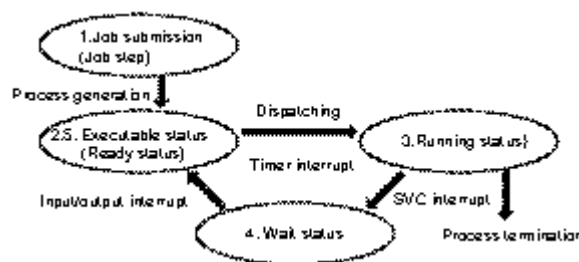 1. Job submission
(Job step)
Process generation
Dispatching
2.5. Executable status
(Ready status)
3. Running status}
Timer interrupt
Input/output interrupt
SVC interrupt
4. Wait status
Process termination